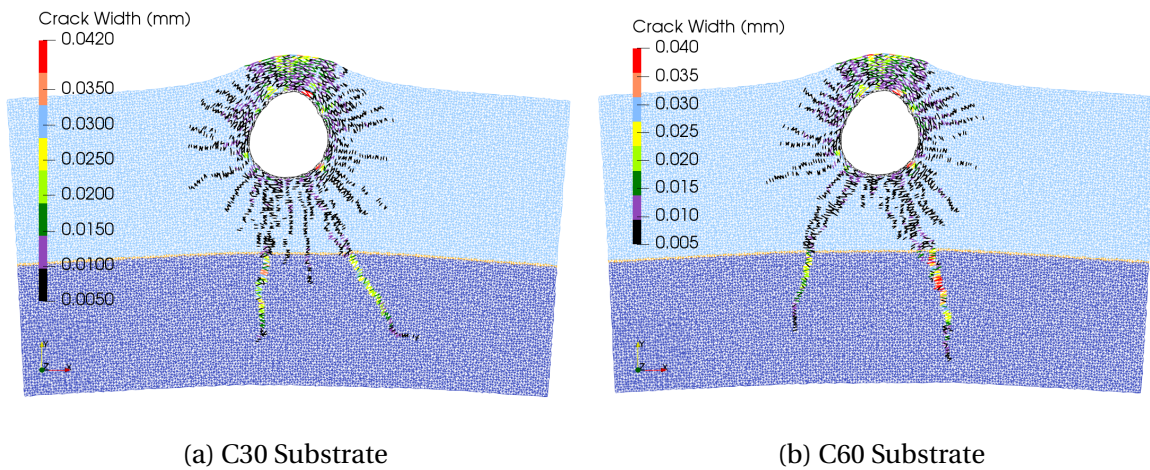 Crack Width (mm)
0.0420
0.0350
0.0300
0.0250
0.0200
0.0150
0.0100
0.0050
Y
Z
X
(a) C30 Substrate
Crack Width (mm)
0.040
0.035
0.030
0.025
0.020
0.015
0.010
0.005
Y
Z
X
(b) C60 Substrate